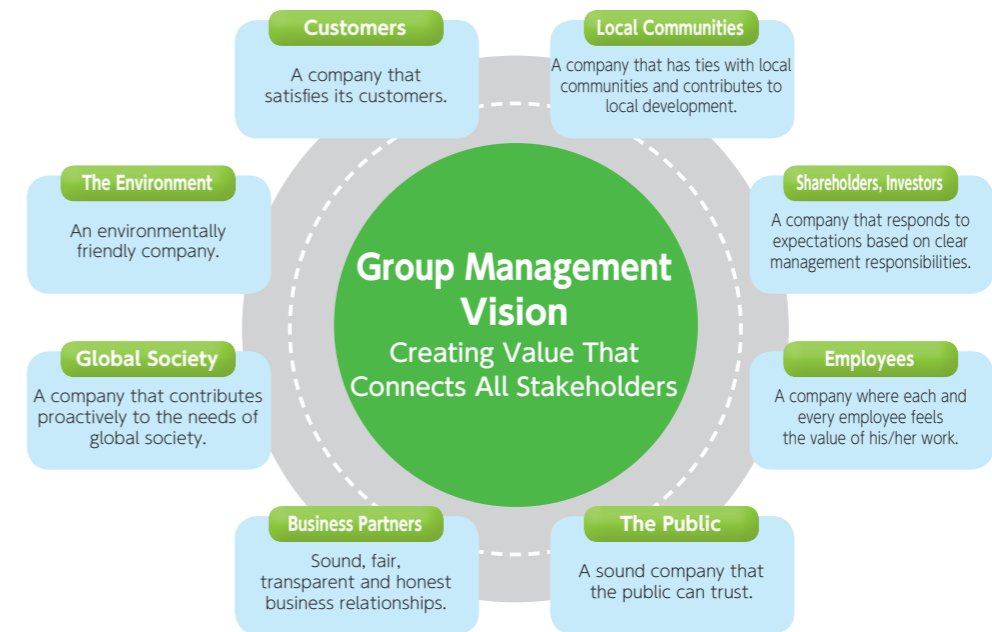 Customers
A company that
satisfies its customers.
Local Communities
A company that has ties with local
communities and contributes to
local development.
The Environment
An environmentally
friendly company.
Shareholders, Investors
A company that responds to
expectations based on clear
management responsibilities.
Group Management
Vision
Creating Value That
Connects All Stakeholders
Global Society
A company that contributes
proactively to the needs of
global society.
Employees
A company where each and
every employee feels
the value of his/her work.
Business Partners
Sound, fair,
transparent and honest
business relationships.
The Public
A sound company that
the public can trust.